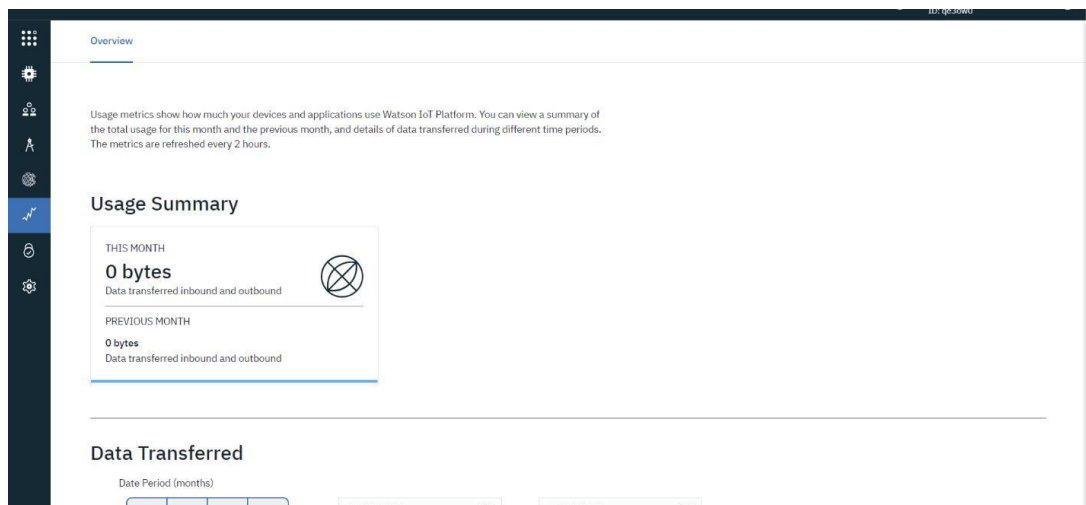 ID: qe3ow0
Overview
Usage metrics show how much your devices and applications use Watson IoT Platform. You can view a summary of
the total usage for this month and the previous month, and details of data transferred during different time periods.
The metrics are refreshed every 2 hours.
Usage Summary
THIS MONTH
0 bytes
Data transferred inbound and outbound
PREVIOUS MONTH
0 bytes
Data transferred inbound and outbound
Data Transferred
Date Period (months)